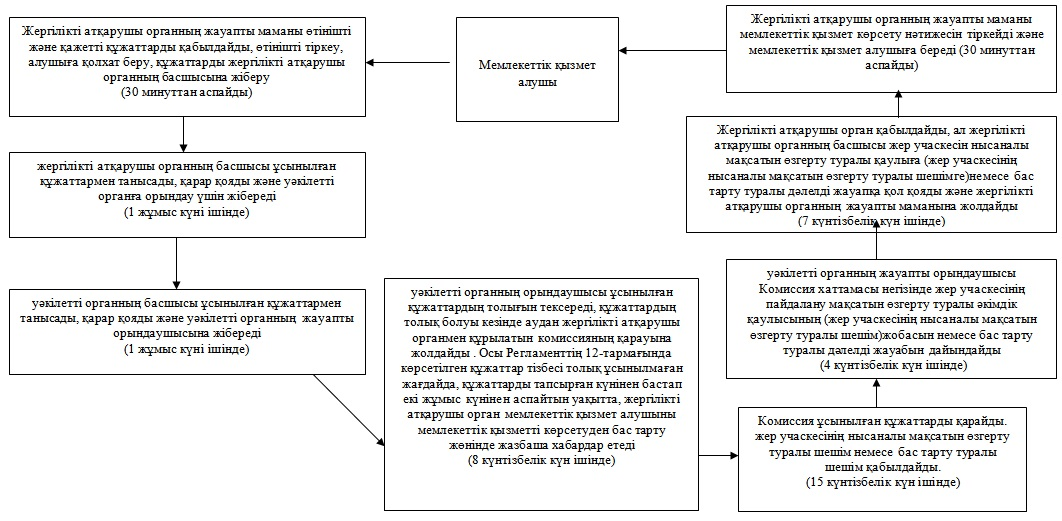 Мемлекеттік қызмет
алушы
Жергілікті атқарушы органның жауапты маманы өтінішті
және қажетті құжаттарды қабылдайды, өтінішті тіркеу,
алушыға қолхат беру, құжаттарды жергілікті атқарушы
органның басшысына жіберу
(30 минуттан аспайды)
жергілікті атқарушы органның басшысы ұсынылған
құжаттармен танысады, қарар қояды және уәкілетті
органға орындау үшін жібереді
(1 жұмыс күні ішінде)
уәкілетті органның басшысы ұсынылған құжаттармен
танысады, қарар қояды және уәкілетті органның жауапты
орындаушысына жібереді
(1 жұмыс күні ішінде)
уәкілетті органның орындаушысы ұсынылған
құжаттардың толығын тексереді, құжаттардың
толық болуы кезінде аудан жергілікті атқарушы
органмен құрылатын комиссияның қарауына
жолдайды . Осы Регламенттің 12-тармағында
көрсетілген құжаттар тізбесі толық ұсынылмаған
жағдайда, құжаттарды тапсырған күнінен бастап
екі жұмыс күнінен аспайтын уақытта, жергілікті
атқарушы орган мемлекеттік қызмет алушыны
мемлекеттік қызметті көрсетуден бас тарту
жөнінде жазбаша хабардар етеді
(8 күнтізбелік күн ішінде)
Комиссия ұсынылған құжаттарды қарайды.
жер учаскесінің нысаналы мақсатын өзгерту
туралы шешім немесе бас тарту туралы
шешім қабылдайды.
(15 күнтізбелік күн ішінде)
уәкілетті органның жауапты орындаушысы
Комиссия хаттамасы негізінде жер учаскесінің
пайдалану мақсатын өзгерту туралы әкімдік
қаулысының (жер учаскесінің нысаналы мақсатын
өзгерту туралы шешім)жобасын немесе бас тарту
туралы дәлелді жауабын дайындайды
(4 күнтізбелік күн ішінде)
Жергілікті атқарушы орган қабылдайды, ал жергілікті
атқарушы органның басшысы жер учаскесін нысаналы
мақсатын өзгерту туралы қаулыға (жер учаскесінің
нысаналы мақсатын өзгерту туралы шешімге)немесе бас
тарту туралы дәлелді жауапқа қол қояды және жергілікті
атқарушы органның жауапты маманына жолдайды
(7 күнтізбелік күн ішінде)
Жергілікті атқарушы органның жауапты маманы
мемлекеттік қызмет көрсету нәтижесін тіркейді және
мемлекеттік қызмет алушыға береді (30 минуттан
аспайды)